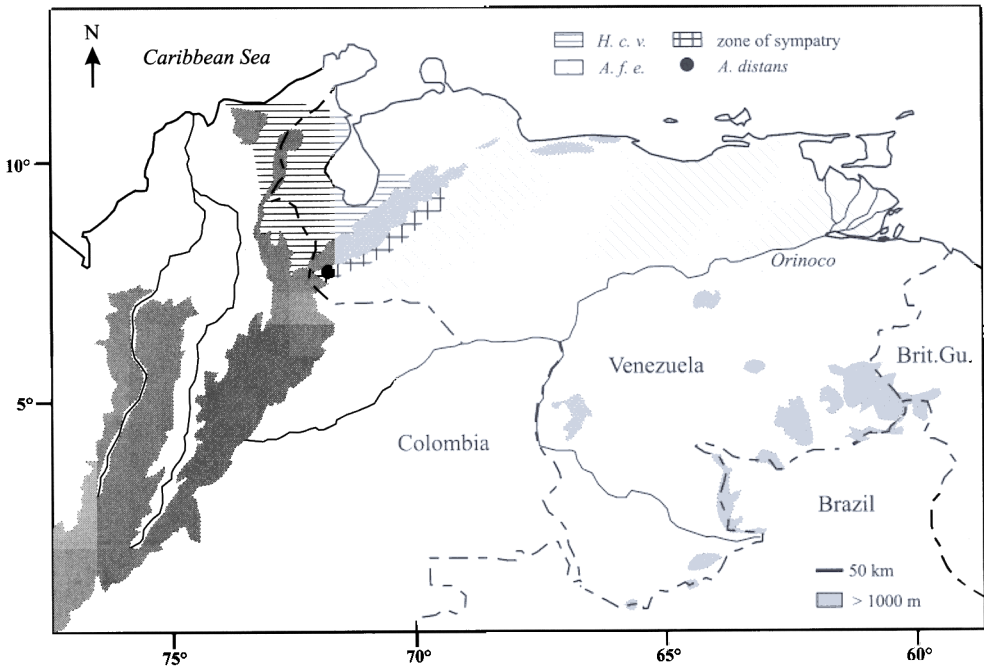 N
Caribbean Sea
H. c. v.
zone of sympatry
A. f. e.
A. distans
10°
Orinoco
Venezuela
Brit.Gu.
5°
Colombia
Brazil
50 km
> 1000 m
75°
70°
65°
60°